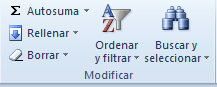 Σ Autosuma
Rellenar
Borrar
Ordenar
y filtrar
Buscar y
seleccionar
Modificar